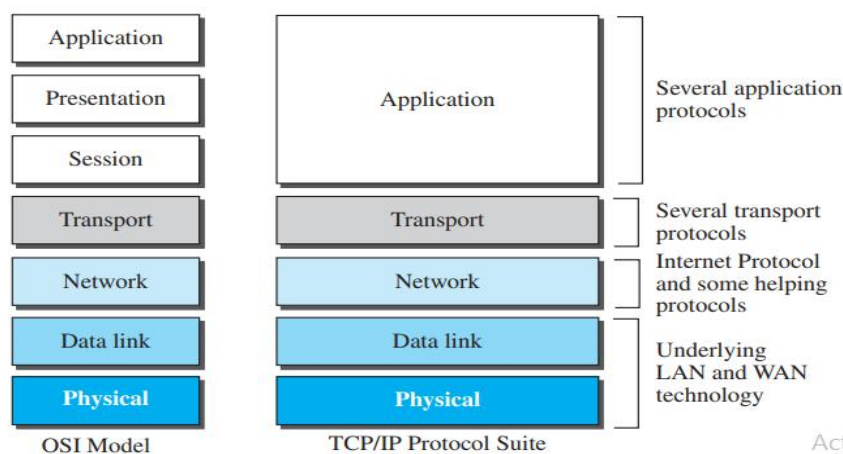 Application
Presentation
Session
Transport
Network
Data link
Physical
OSI Model
Application
Transport
Network
Data link
Physical
TCP/IP Protocol Suite
Several application
protocols
Several transport
protocols
Internet Protocol
and some helping
protocols
Underlying
LAN and WAN
technology
Act